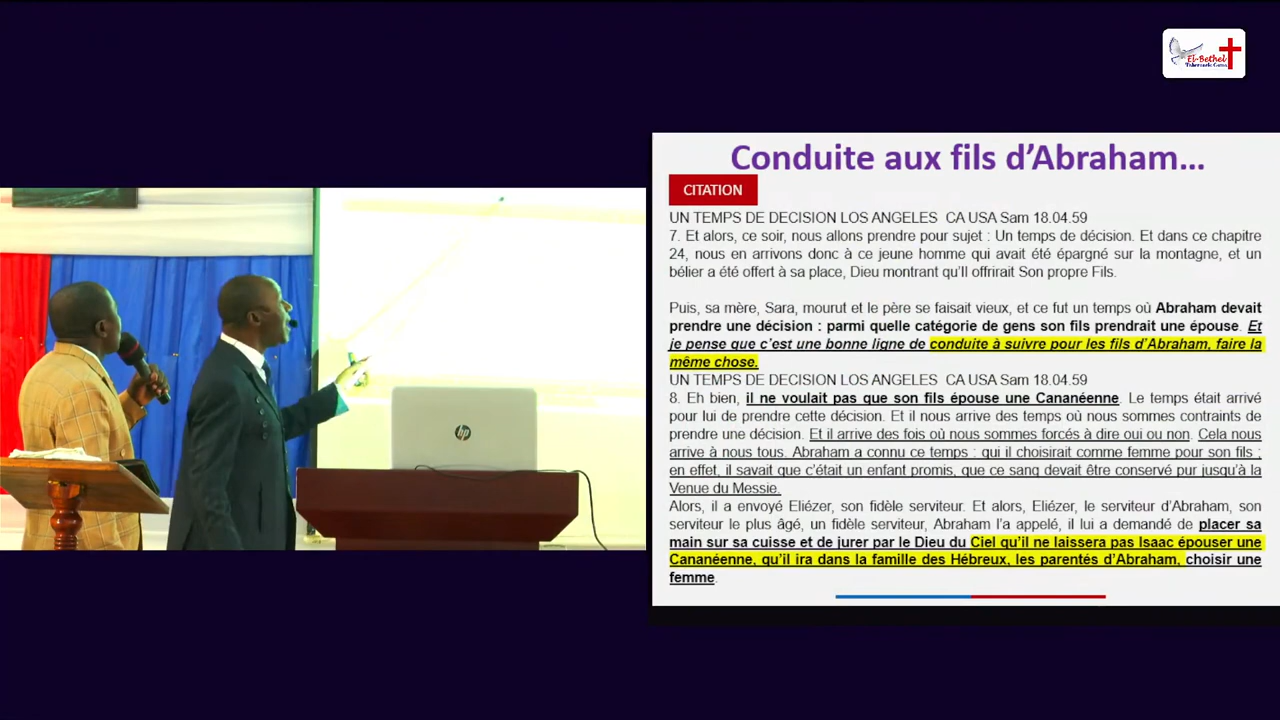 El-Bethel
Tabernacle Goma
Conduite aux fils d’Abraham…
CITATION
UN TEMPS DE DECISION LOS ANGELES CA USA Sam 18.04.59
7. Et alors, ce soir, nous allons prendre pour sujet : Un temps de décision. Et dans ce chapitre
24, nous en arrivons donc à ce jeune homme qui avait été épargné sur la montagne, et un
bélier a été offert à sa place, Dieu montrant qu’Il offrirait Son propre Fils.
Puis, sa mère, Sara, mourut et le père se faisait vieux, et ce fut un temps où Abraham devait
prendre une décision : parmi quelle catégorie de gens son fils prendrait une épouse. Et
je pense que c’est une bonne ligne de conduite à suivre pour les fils d’Abraham, faire la
même chose.
UN TEMPS DE DECISION LOS ANGELES CA USA Sam 18.04.59
8. Eh bien, il ne voulait pas que son fils épouse une Cananéenne. Le temps était arrivé
pour lui de prendre cette décision. Et il nous arrive des temps où nous sommes contraints de
prendre une décision. Et il arrive des fois où nous sommes forcés à dire oui ou non. Cela nous
arrive à nous tous. Abraham a connu ce temps : qui il choisirait comme femme pour son fils ;
en effet, il savait que c’était un enfant promis, que ce sang devait être conservé pur jusqu’à la
Venue du Messie.
Alors, il a envoyé Eliézer, son fidèle serviteur. Et alors, Eliézer, le serviteur d’Abraham, son
serviteur le plus âgé, un fidèle serviteur, Abraham l’a appelé, il lui a demandé de placer sa
main sur sa cuisse et de jurer par le Dieu du Ciel qu’il ne laissera pas Isaac épouser une
Cananéenne, qu’il ira dans la famille des Hébreux, les parentés d’Abraham, choisir une
femme.
hp